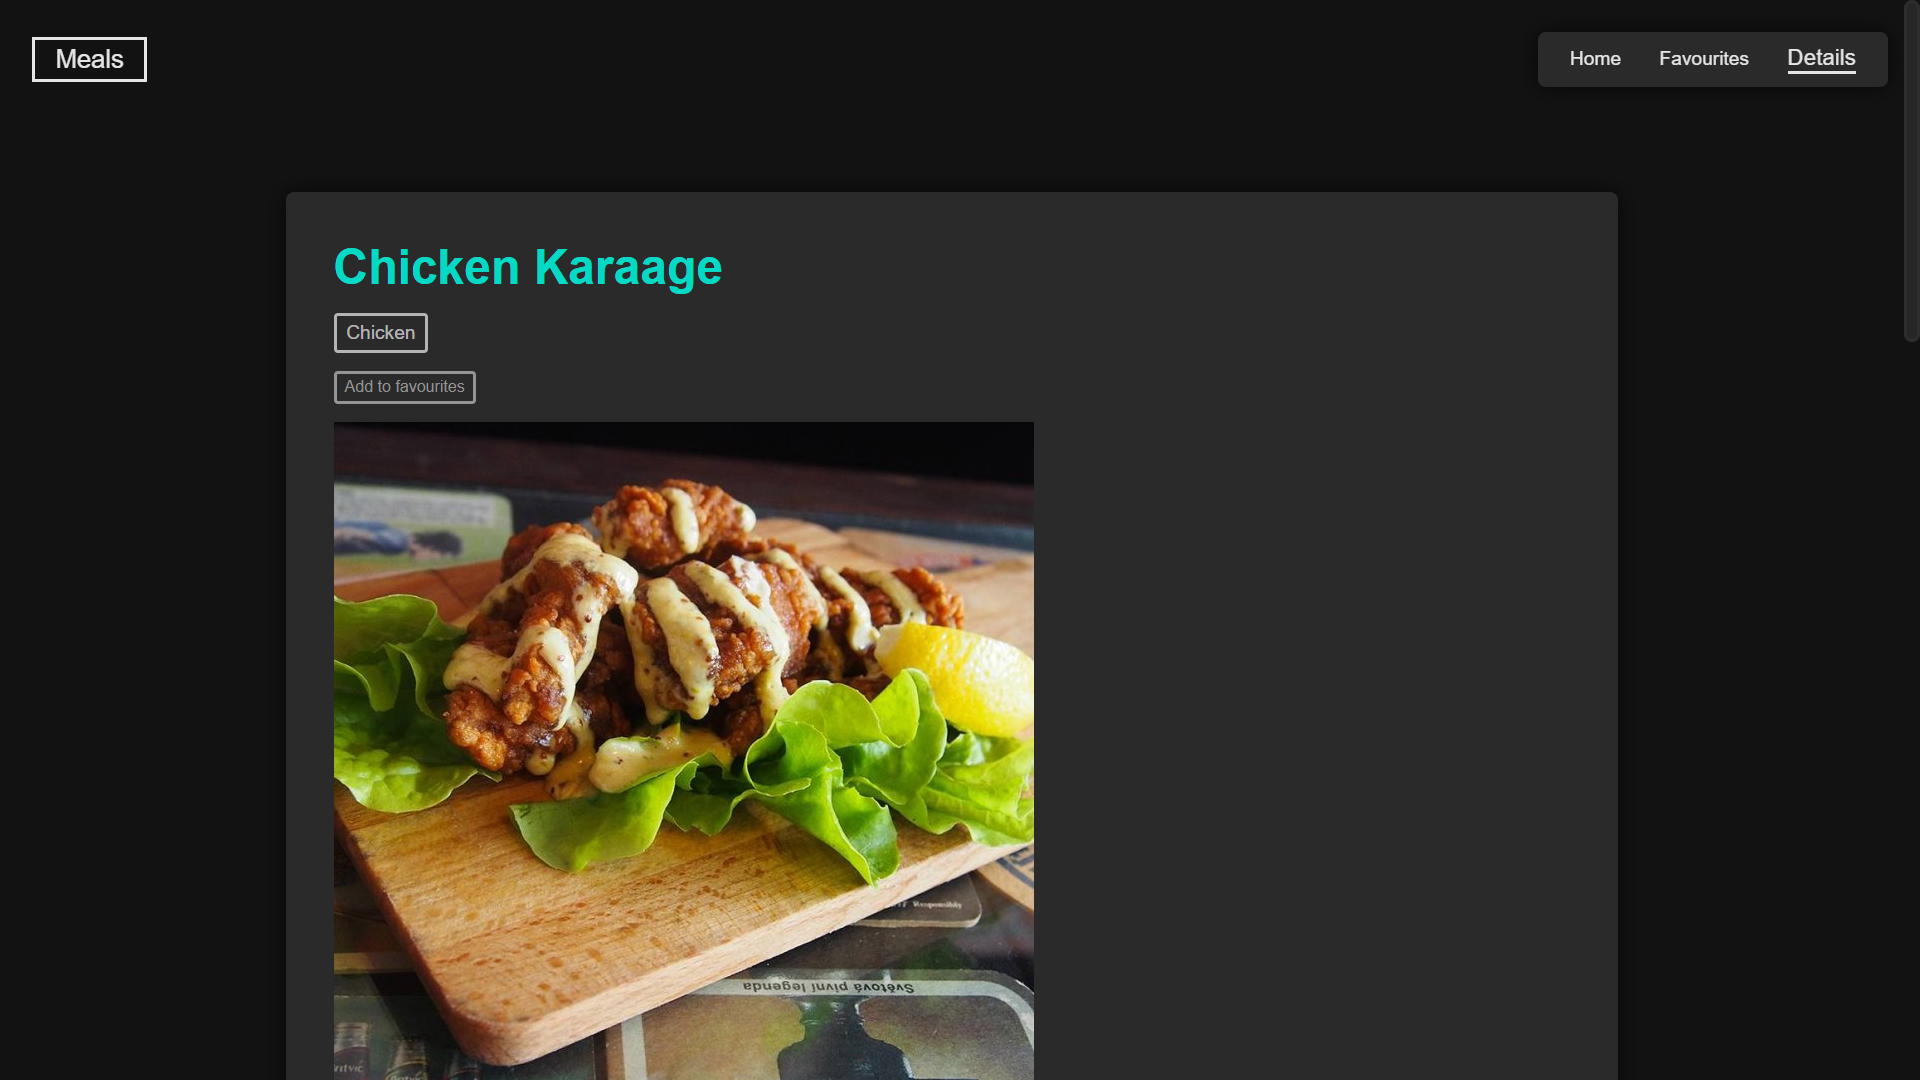 Meals
Home
Favourites
Details
Chicken Karaage
Chicken
Add to favourites
Světová pivní legenda